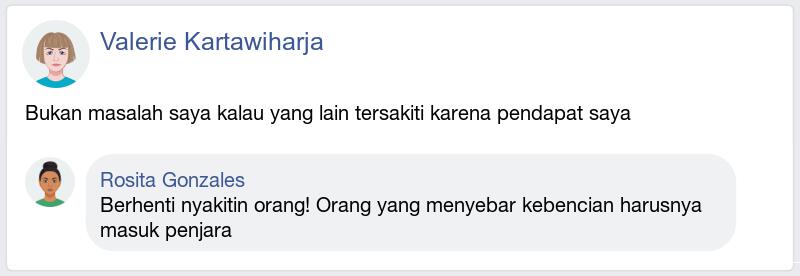 Valerie Kartawiharja
Bukan masalah saya kalau yang lain tersakiti karena pendapat saya
Rosita Gonzales
Berhenti nyakitin orang! Orang yang menyebar kebencian harusnya
masuk penjara